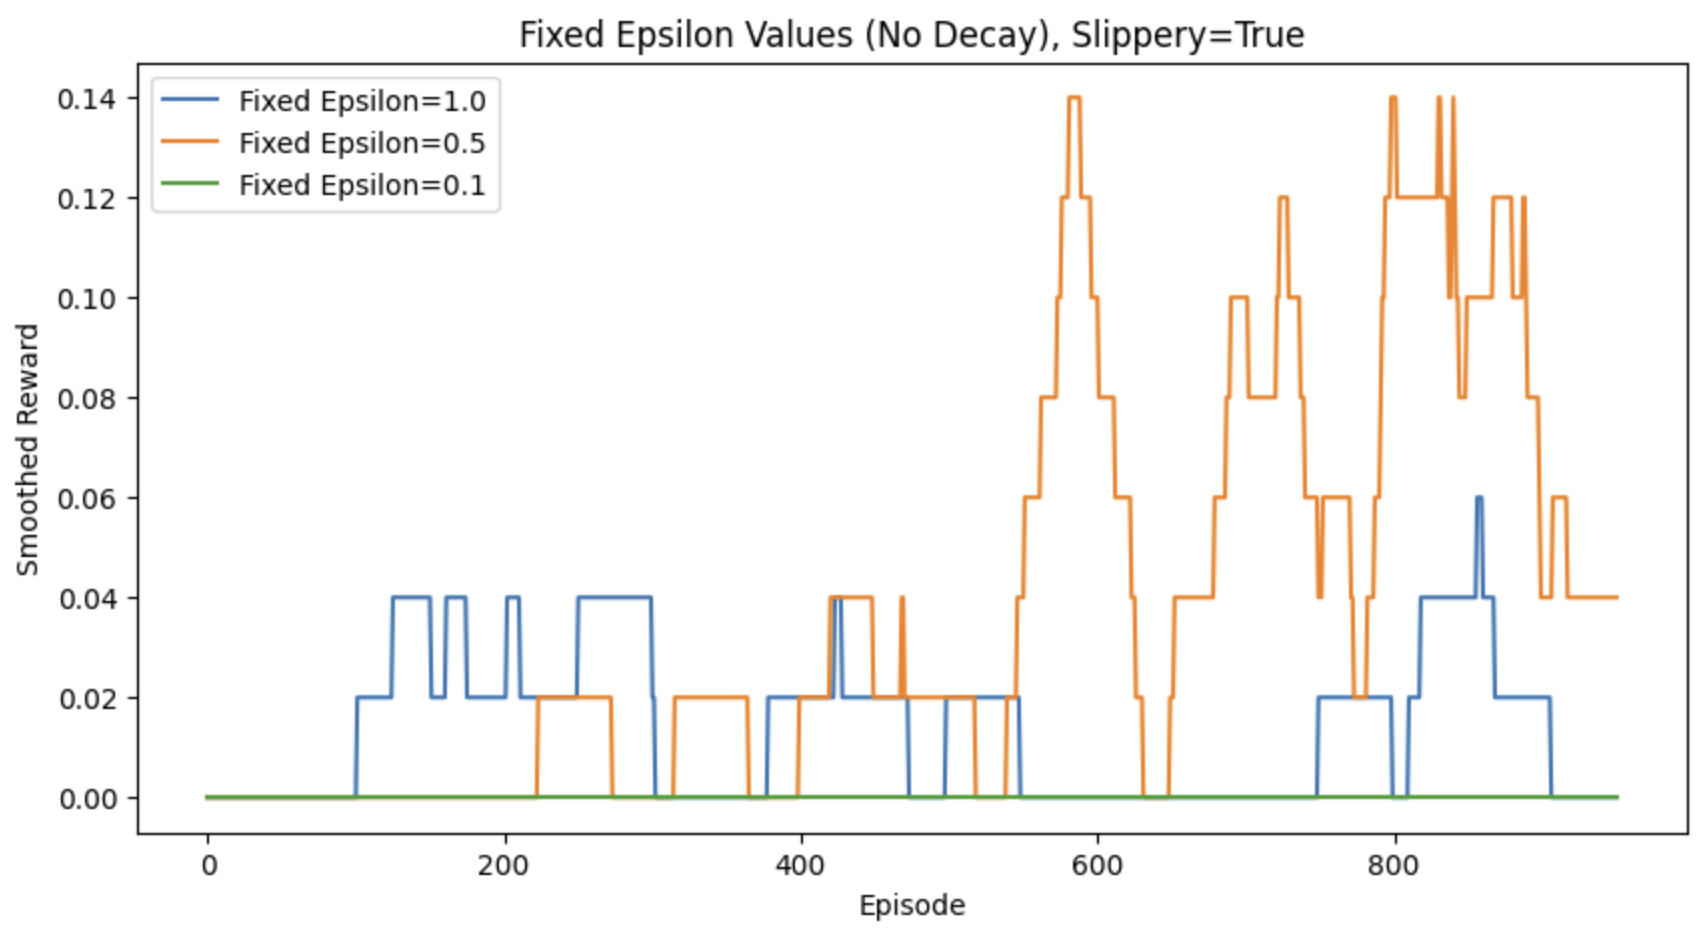 Fixed Epsilon Values (No Decay), Slippery=True
Fixed Epsilon=1.0
Fixed Epsilon=0.5
Fixed Epsilon=0.1
0.14
0.12
0.10
0.08
0.06
0.04
0.02
0.00
Smoothed Reward
0
200
400
600
800
Episode